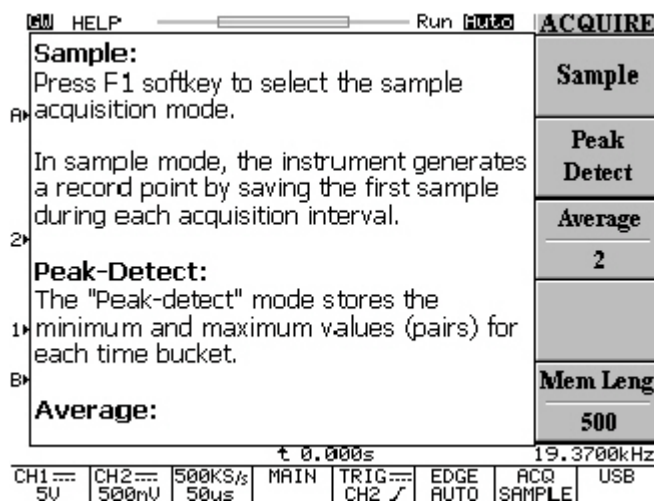 GW HELP Run Auto ACQUIRE
Sample:
Press F1 softkey to select the sample
acquisition mode.
In sample mode, the instrument generates
a record point by saving the first sample
during each acquisition interval.
Peak-Detect:
The "Peak-detect" mode stores the
minimum and maximum values (pairs) for
each time bucket.
Average:
A
2
1
B
Sample
Peak
Detect
Average
2
Mem Leng
500
t 0.000s 19.3700kHz
CH1 CH2 500KS/s MAIN TRIG EDGE ACQ USB
5V 500mV 50us CH2 AUTO SAMPLE